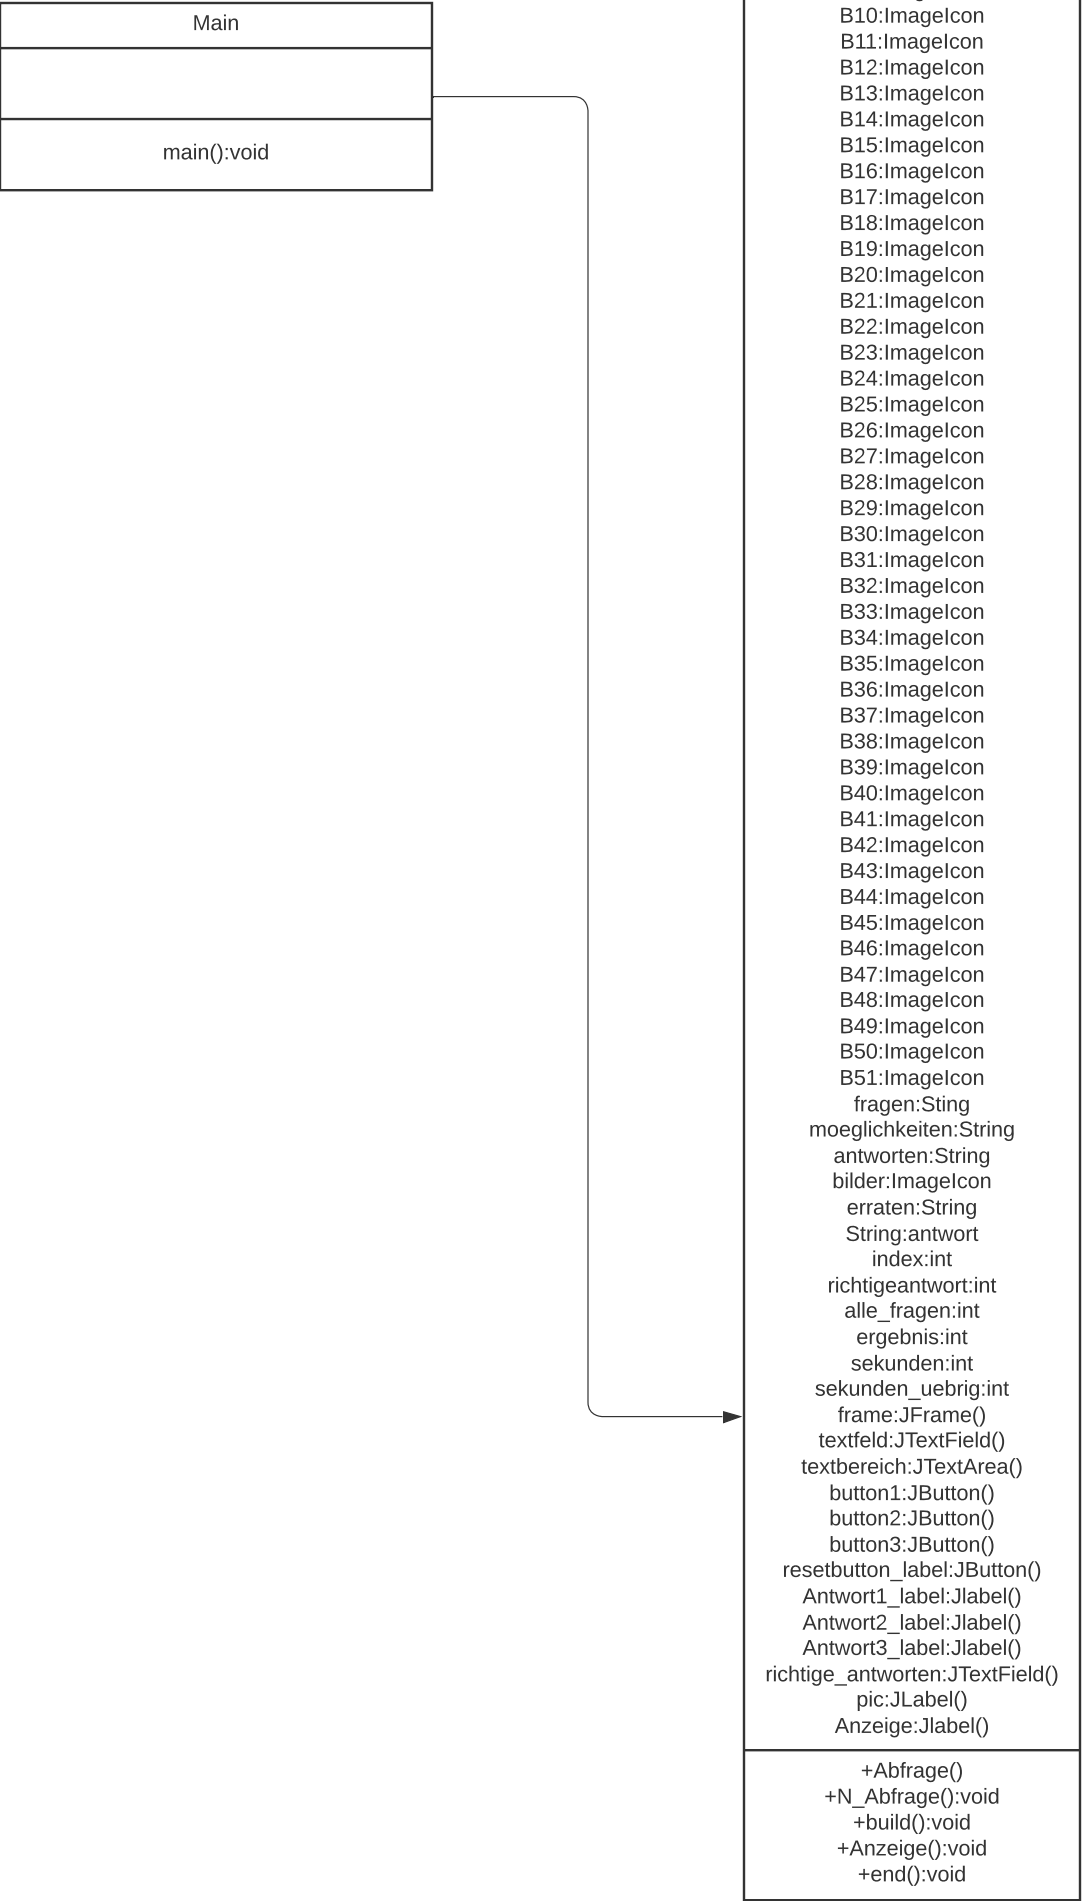 Main
main():void
B10:ImageIcon
B11:ImageIcon
B12:ImageIcon
B13:ImageIcon
B14:ImageIcon
B15:ImageIcon
B16:ImageIcon
B17:ImageIcon
B18:ImageIcon
B19:ImageIcon
B20:ImageIcon
B21:ImageIcon
B22:ImageIcon
B23:ImageIcon
B24:ImageIcon
B25:ImageIcon
B26:ImageIcon
B27:ImageIcon
B28:ImageIcon
B29:ImageIcon
B30:ImageIcon
B31:ImageIcon
B32:ImageIcon
B33:ImageIcon
B34:ImageIcon
B35:ImageIcon
B36:ImageIcon
B37:ImageIcon
B38:ImageIcon
B39:ImageIcon
B40:ImageIcon
B41:ImageIcon
B42:ImageIcon
B43:ImageIcon
B44:ImageIcon
B45:ImageIcon
B46:ImageIcon
B47:ImageIcon
B48:ImageIcon
B49:ImageIcon
B50:ImageIcon
B51:ImageIcon
fragen:Sting
moeglichkeiten:String
antworten:String
bilder:ImageIcon
erraten:String
String:antwort
index:int
richtigeantwort:int
alle_fragen:int
ergebnis:int
sekunden:int
sekunden_uebrig:int
frame:JFrame()
textfeld:JTextField()
textbereich:JTextArea()
button1:JButton()
button2:JButton()
button3:JButton()
resetbutton_label:JButton()
Antwort1_label:Jlabel()
Antwort2_label:Jlabel()
Antwort3_label:Jlabel()
richtige_antworten:JTextField()
pic:JLabel()
Anzeige:Jlabel()
+Abfrage()
+N_Abfrage():void
+build():void
+Anzeige():void
+end():void